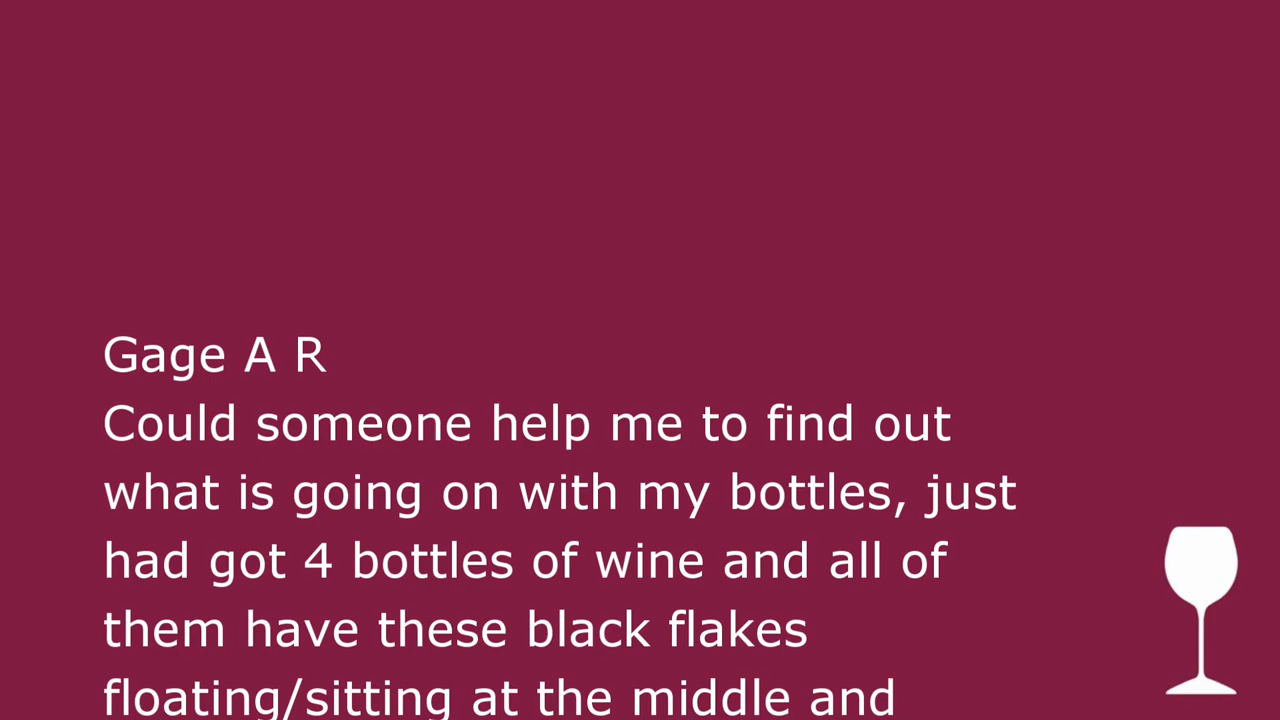 Gage A R
Could someone help me to find out
what is going on with my bottles, just
had got 4 bottles of wine and all of
them have these black flakes
floating/sitting at the middle and